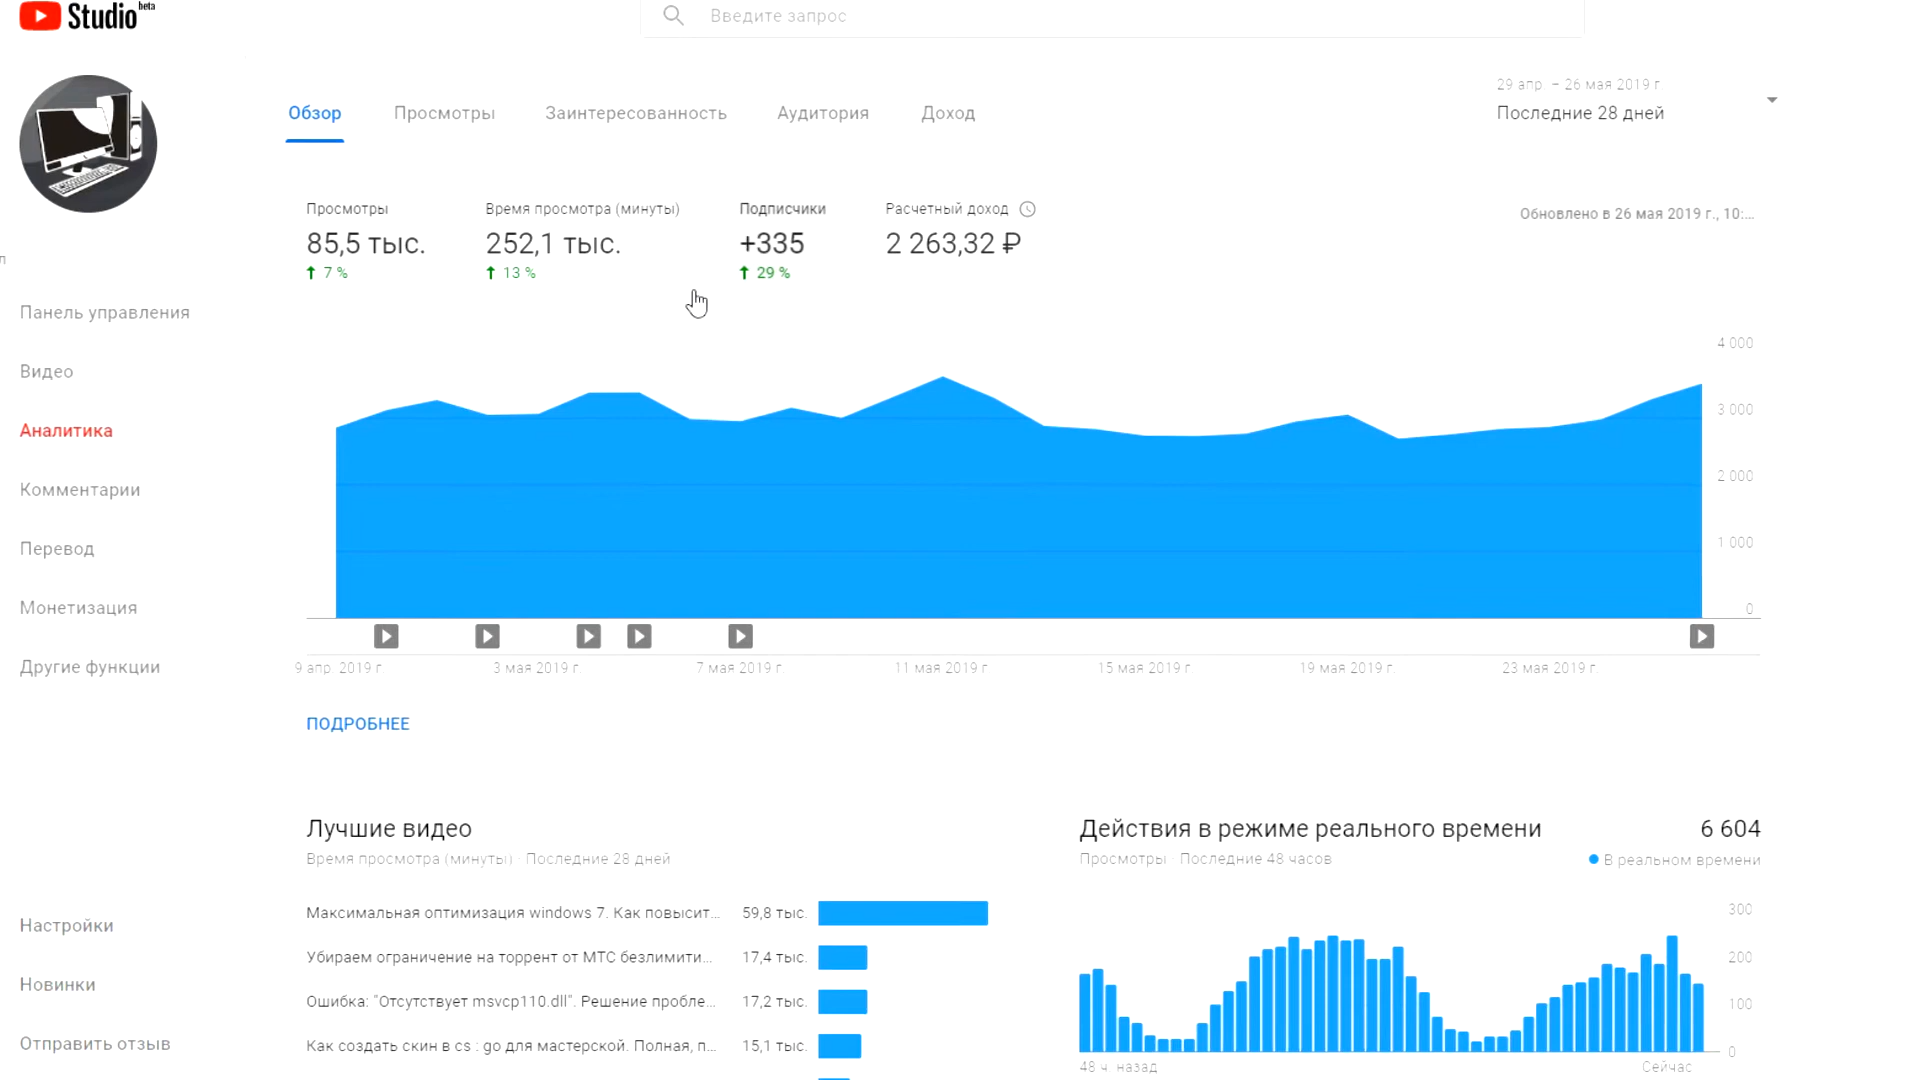 Studio beta
Введите запрос
29 апр. – 26 мая 2019 г.
Последние 28 дней
Обзор
Просмотры
Заинтересованность
Аудитория
Доход
Просмотры
85,5 тыс.
7 %
Время просмотра (минуты)
252,1 тыс.
13 %
Подписчики
+335
29 %
Расчетный доход
2 263,32 ₽
Обновлено в 26 мая 2019 г., 10:...
л
Панель управления
Видео
Аналитика
Комментарии
Перевод
Монетизация
Другие функции
Настройки
Новинки
Отправить отзыв
4 000
3 000
2 000
1 000
0
9 апр. 2019 г.
3 мая 2019 г.
7 мая 2019 г.
11 мая 2019 г.
15 мая 2019 г.
19 мая 2019 г.
23 мая 2019 г.
ПОДРОБНЕЕ
Лучшие видео
Время просмотра (минуты) · Последние 28 дней
Максимальная оптимизация windows 7. Как повысит... 59,8 тыс.
Убираем ограничение на торрент от МТС безлимити... 17,4 тыс.
Ошибка: "Отсутствует msvcp110.dll". Решение пробле... 17,2 тыс.
Как создать скин в cs : go для мастерской. Полная, п... 15,1 тыс.
Действия в режиме реального времени
6 604
Просмотры · Последние 48 часов
В реальном времени
300
200
100
0
48 ч. назад
Сейчас